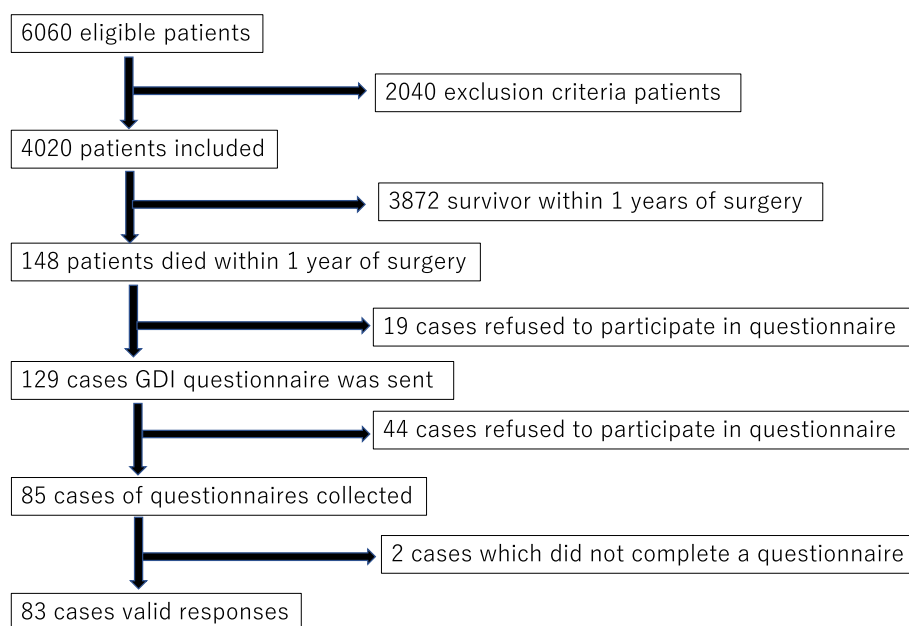 6060 eligible patients
2040 exclusion criteria patients
4020 patients included
3872 survivor within 1 years of surgery
148 patients died within 1 year of surgery
19 cases refused to participate in questionnaire
129 cases GDI questionnaire was sent
44 cases refused to participate in questionnaire
85 cases of questionnaires collected
2 cases which did not complete a questionnaire
83 cases valid responses